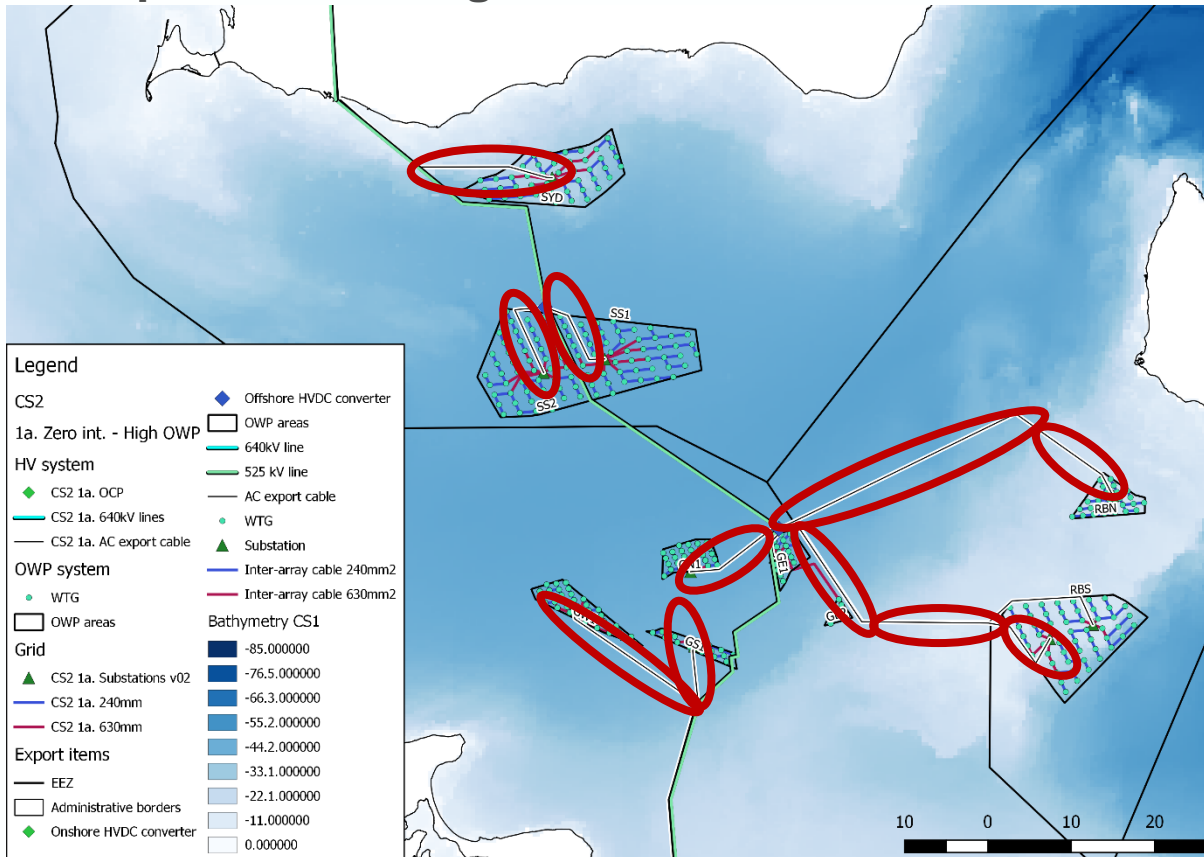 SYD
SS1
SS2
RBN
GE1
RBS
GS1
Legend
CS2
1a. Zero int. - High OWP
HV system
CS2 1a. OCP
CS2 1a. 640kV lines
CS2 1a. AC export cable
OWP system
WTG
OWP areas
Grid
CS2 1a. Substations v02
CS2 1a. 240mm
CS2 1a. 630mm
Export items
EEZ
Administrative borders
Onshore HVDC converter
Offshore HVDC converter
OWP areas
640kV line
525 kV line
AC export cable
WTG
Substation
Inter-array cable 240mm2
Inter-array cable 630mm2
Bathymetry CS1
-85.000000
-76.5.000000
-66.3.000000
-55.2.000000
-44.2.000000
-33.1.000000
-22.1.000000
-11.000000
0.000000
10 0 10 20